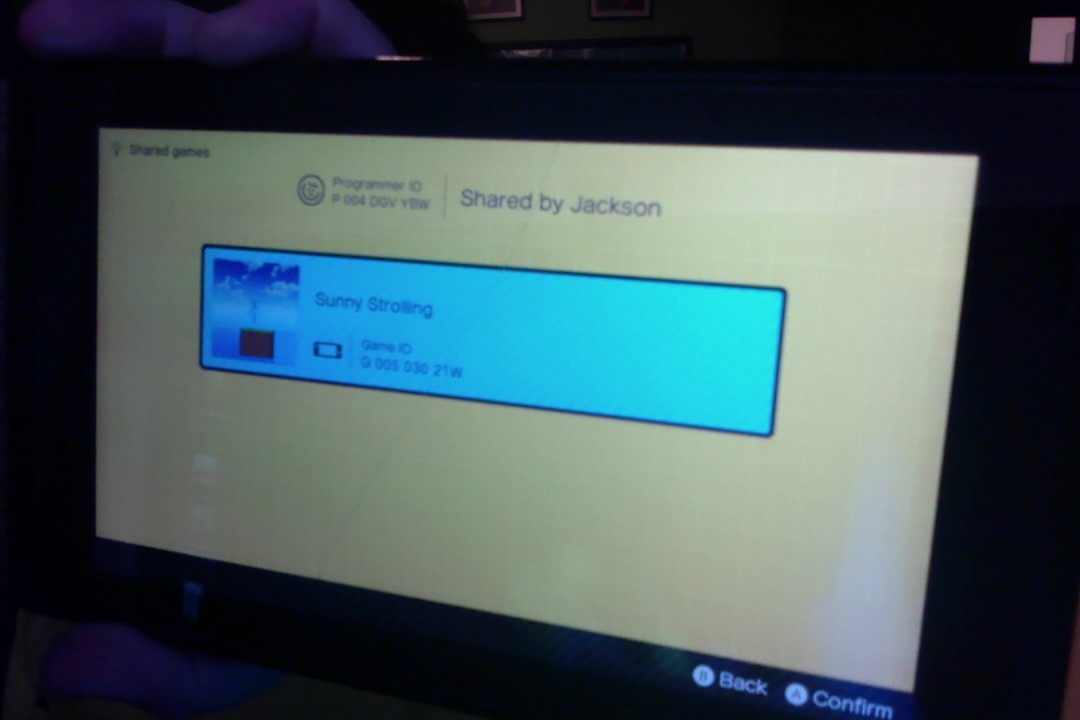 Shared games
Programmer ID
P 004 DGV YBW
Shared by Jackson
Sunny Strolling
Game ID
G 005 030 21W
B Back A Confirm